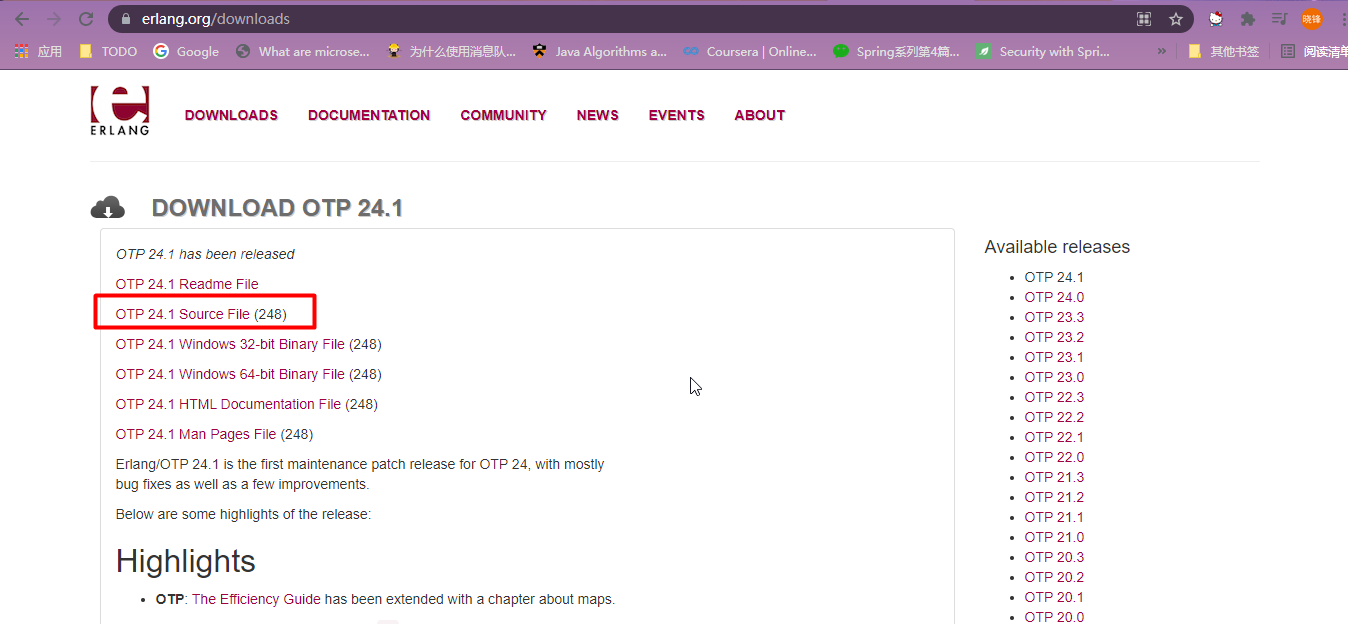 erlang.org/downloads
晓锋
应用
TODO
Google
What are microse...
为什么使用消息队...
Java Algorithms a...
Coursera | Online...
Spring系列第4篇...
Security with Spri...
»
其他书签
阅读清单
ERLANG
DOWNLOADS
DOCUMENTATION
COMMUNITY
NEWS
EVENTS
ABOUT
DOWNLOAD OTP 24.1
OTP 24.1 has been released
OTP 24.1 Readme File
OTP 24.1 Source File (248)
OTP 24.1 Windows 32-bit Binary File (248)
OTP 24.1 Windows 64-bit Binary File (248)
OTP 24.1 HTML Documentation File (248)
OTP 24.1 Man Pages File (248)
Erlang/OTP 24.1 is the first maintenance patch release for OTP 24, with mostly
bug fixes as well as a few improvements.
Below are some highlights of the release:
Highlights
• OTP: The Efficiency Guide has been extended with a chapter about maps.
Available releases
• OTP 24.1
• OTP 24.0
• OTP 23.3
• OTP 23.2
• OTP 23.1
• OTP 23.0
• OTP 22.3
• OTP 22.2
• OTP 22.1
• OTP 22.0
• OTP 21.3
• OTP 21.2
• OTP 21.1
• OTP 21.0
• OTP 20.3
• OTP 20.2
• OTP 20.1
• OTP 20.0